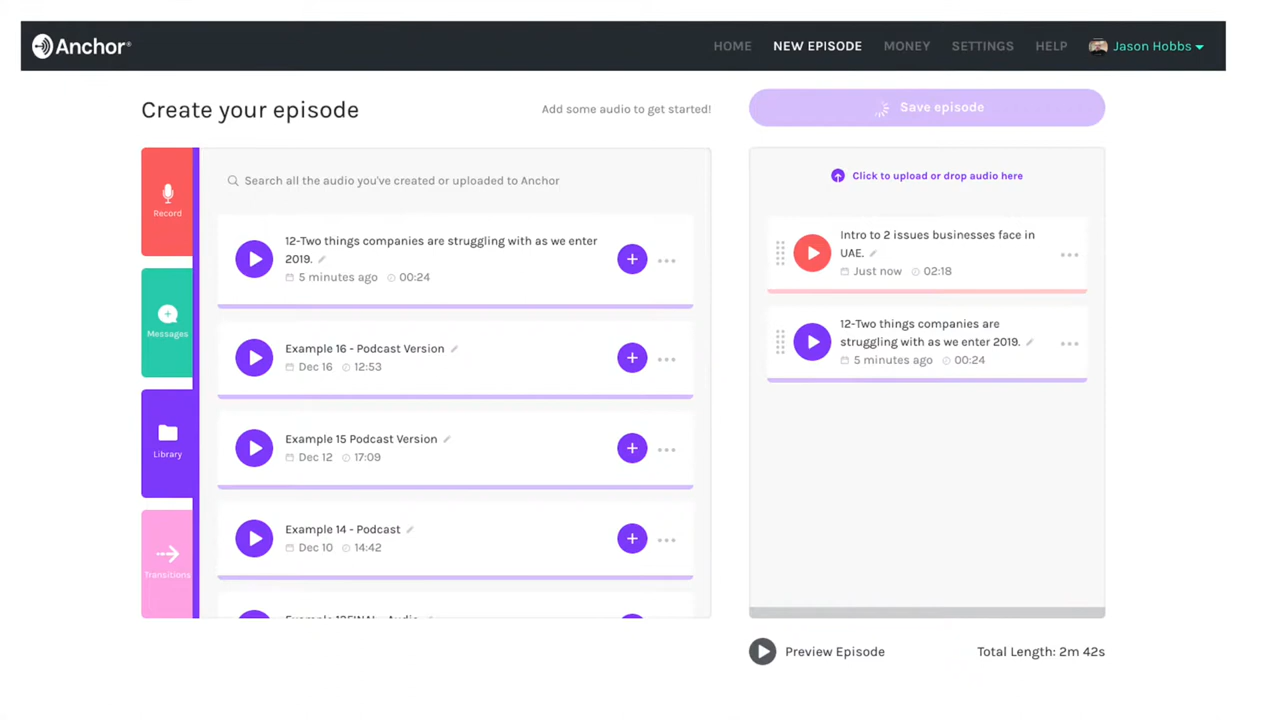 Anchor®
HOME
NEW EPISODE
MONEY
SETTINGS
HELP
Jason Hobbs
Create your episode
Add some audio to get started!
Save episode
Record
Messages
Library
Transitions
Search all the audio you've created or uploaded to Anchor
12-Two things companies are struggling with as we enter
2019.
5 minutes ago 00:24
Example 16 - Podcast Version
Dec 16 12:53
Example 15 Podcast Version
Dec 12 17:09
Example 14 - Podcast
Dec 10 14:42
Click to upload or drop audio here
Intro to 2 issues businesses face in
UAE.
Just now 02:18
12-Two things companies are
struggling with as we enter 2019.
5 minutes ago 00:24
Preview Episode
Total Length: 2m 42s